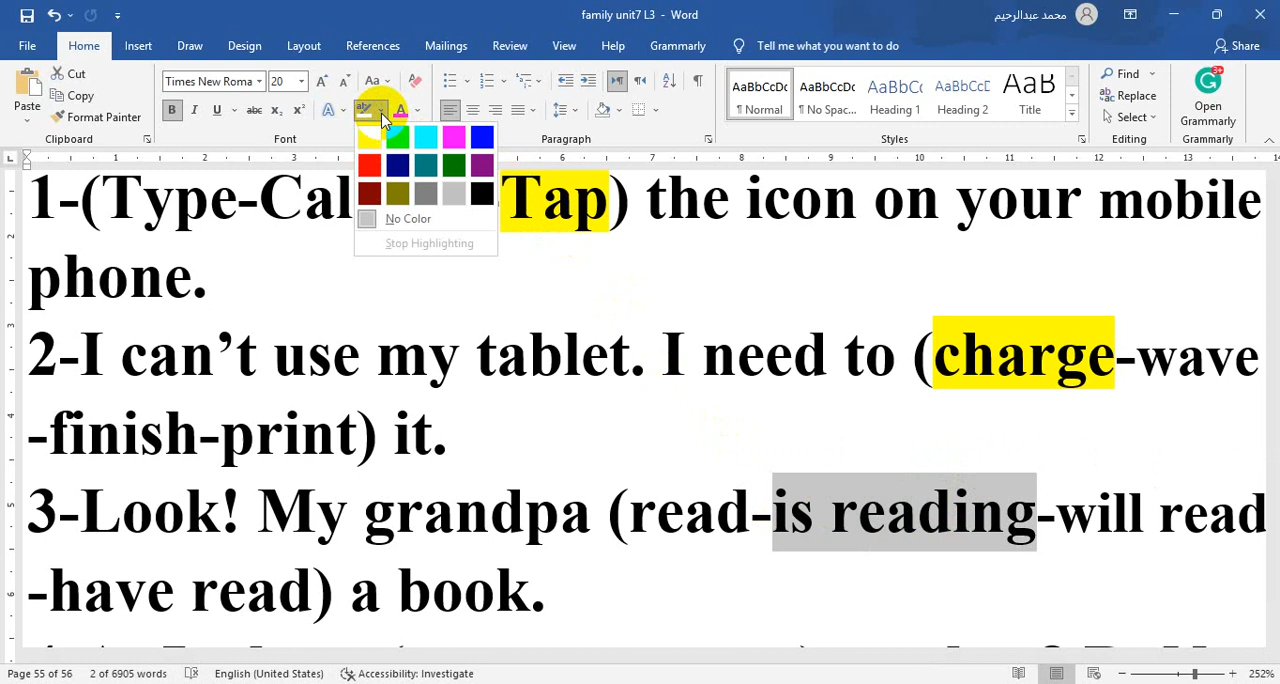 family unit7 L3 - Word
محمد عبدالرحيم
File Home Insert Draw Design Layout References Mailings Review View Help Grammarly Tell me what you want to do Share
Paste
Cut
Copy
Format Painter
Clipboard
Times New Roma 20
Font
Paragraph
AaBbCcDc AaBbCcDc AaBbCc AaBbCcD AaB
¶ Normal ¶ No Spac... Heading 1 Heading 2 Title
Styles
Find
Replace
Select
Editing
3+
Open
Grammarly
Grammarly
No Color
Stop Highlighting
1-(Type-Cal
Tap) the icon on your mobile
phone.
2-I can’t use my tablet. I need to (charge-wave
-finish-print) it.
3-Look! My grandpa (read-is reading-will read
-have read) a book.
Page 55 of 56 2 of 6905 words English (United States) Accessibility: Investigate 252%